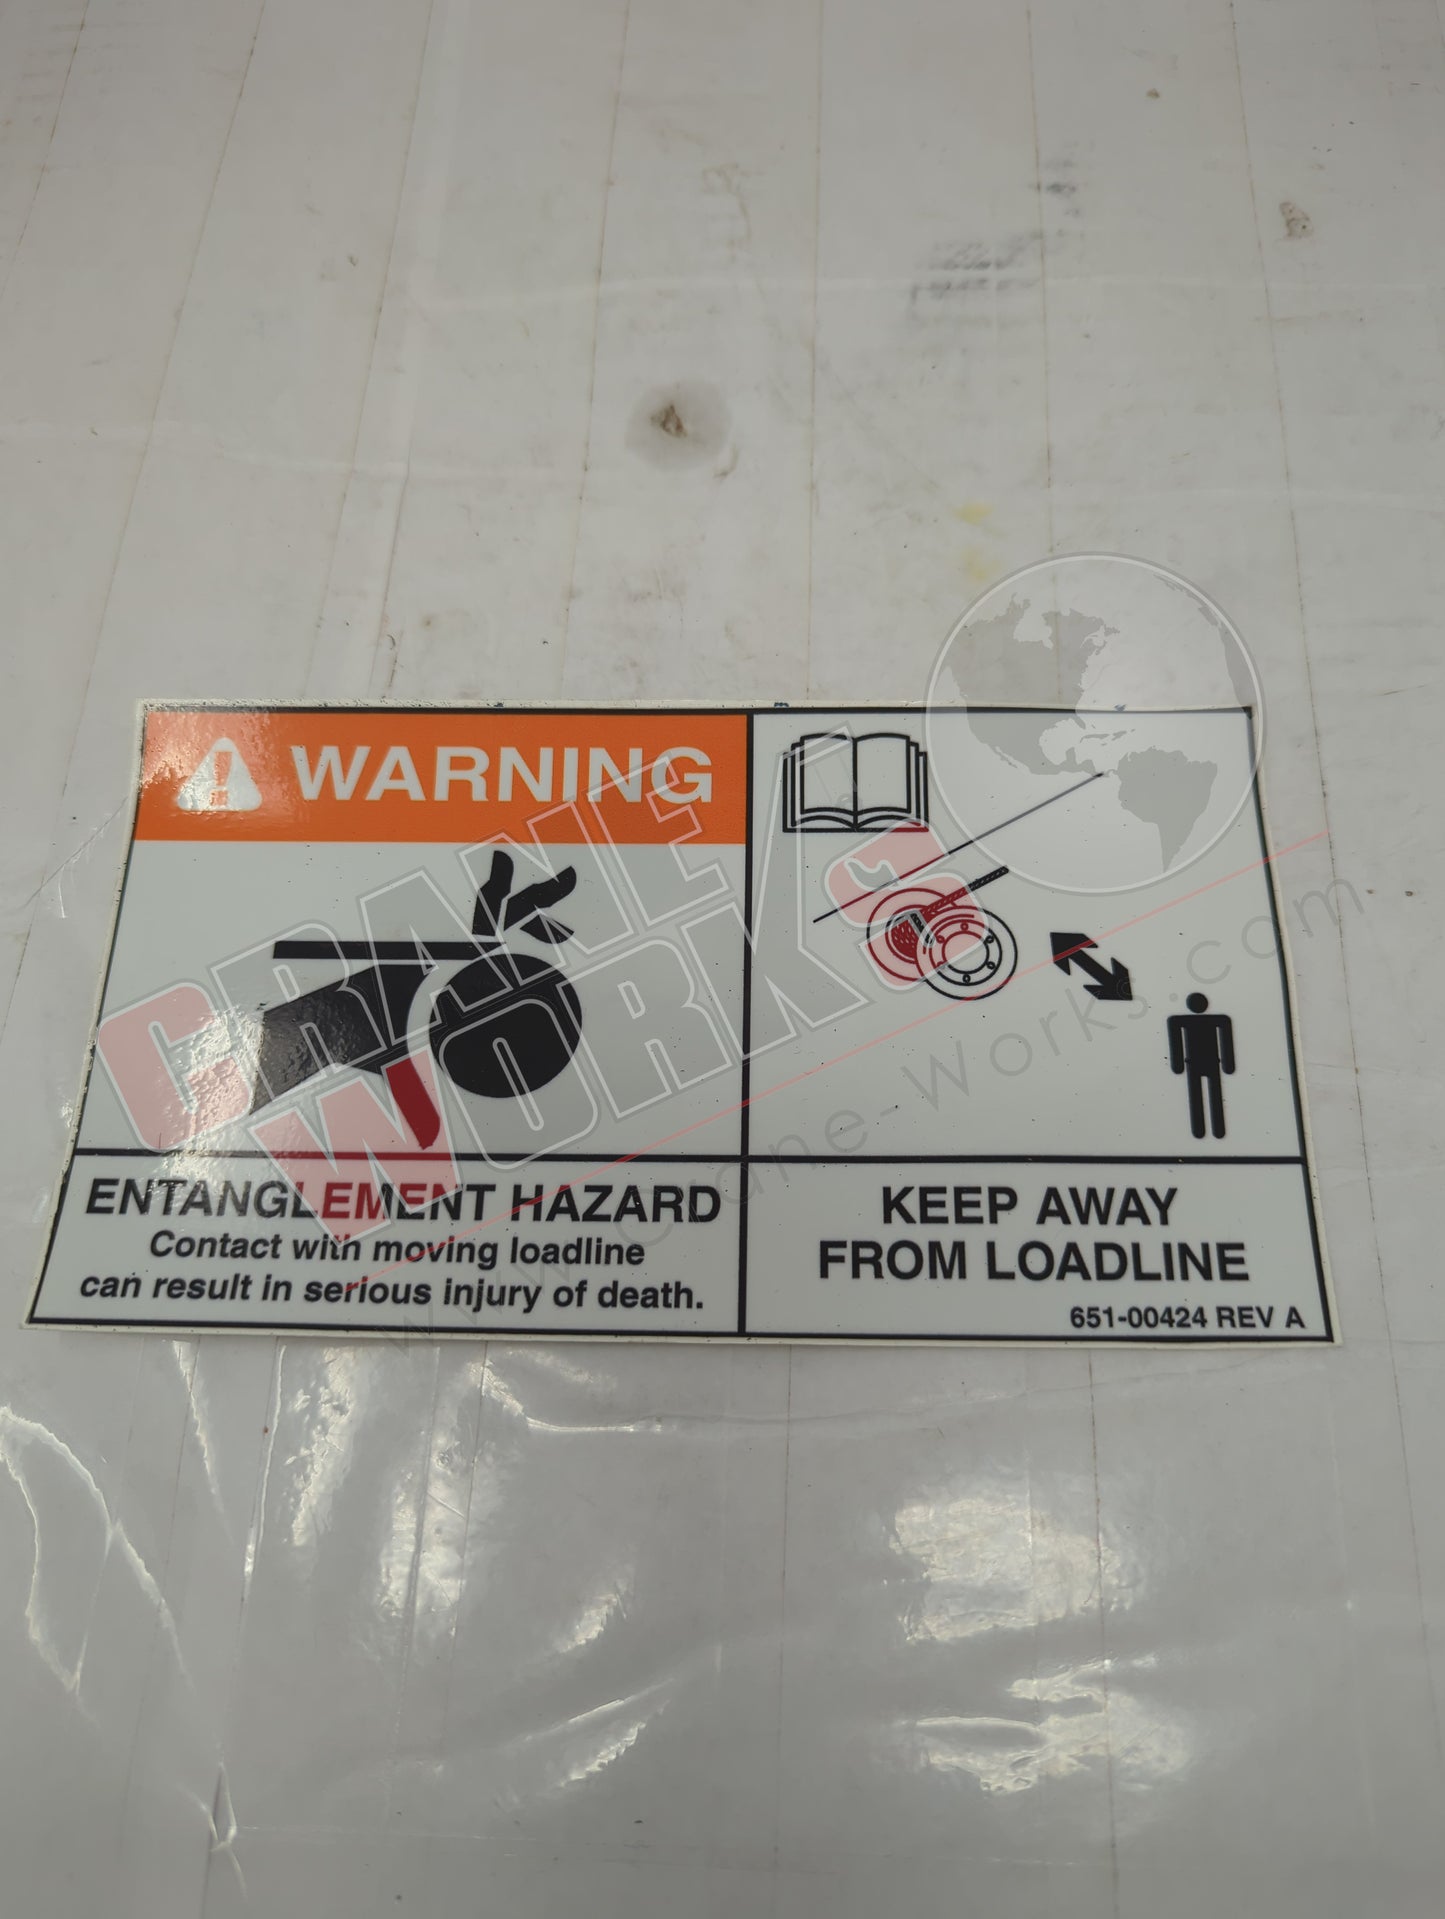 WARNING
ENTANGLEMENT HAZARD
Contact with moving loadline
can result in serious injury of death.
KEEP AWAY
FROM LOADLINE
651-00424 REV A
CRANE
WORKS
www.crane-works.com